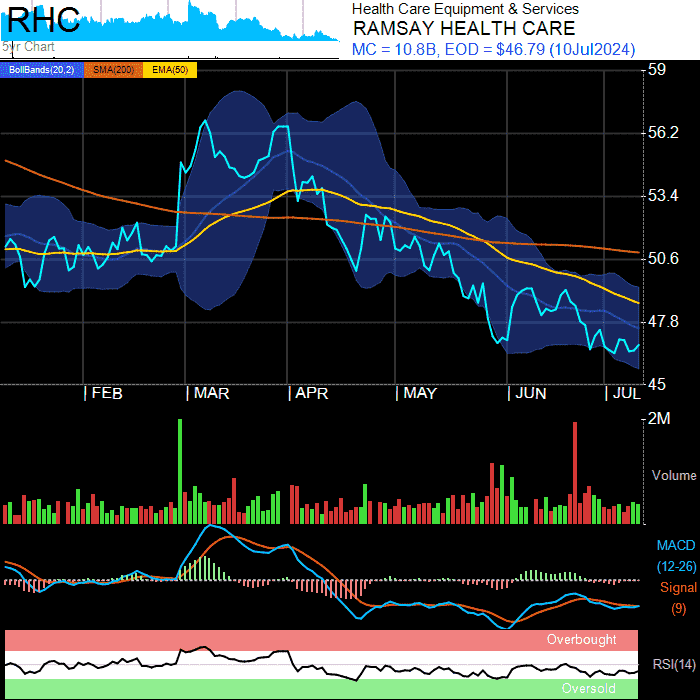 RHC
5yr Chart
Health Care Equipment & Services
RAMSAY HEALTH CARE
MC = 10.8B, EOD = $46.79 (10Jul2024)
BollBands(20,2) SMA(200) EMA(50)
59
56.2
53.4
50.6
47.8
45
FEB MAR APR MAY JUN JUL
2M
Volume
MACD
(12-26)
Signal
(9)
Overbought
RSI(14)
Oversold